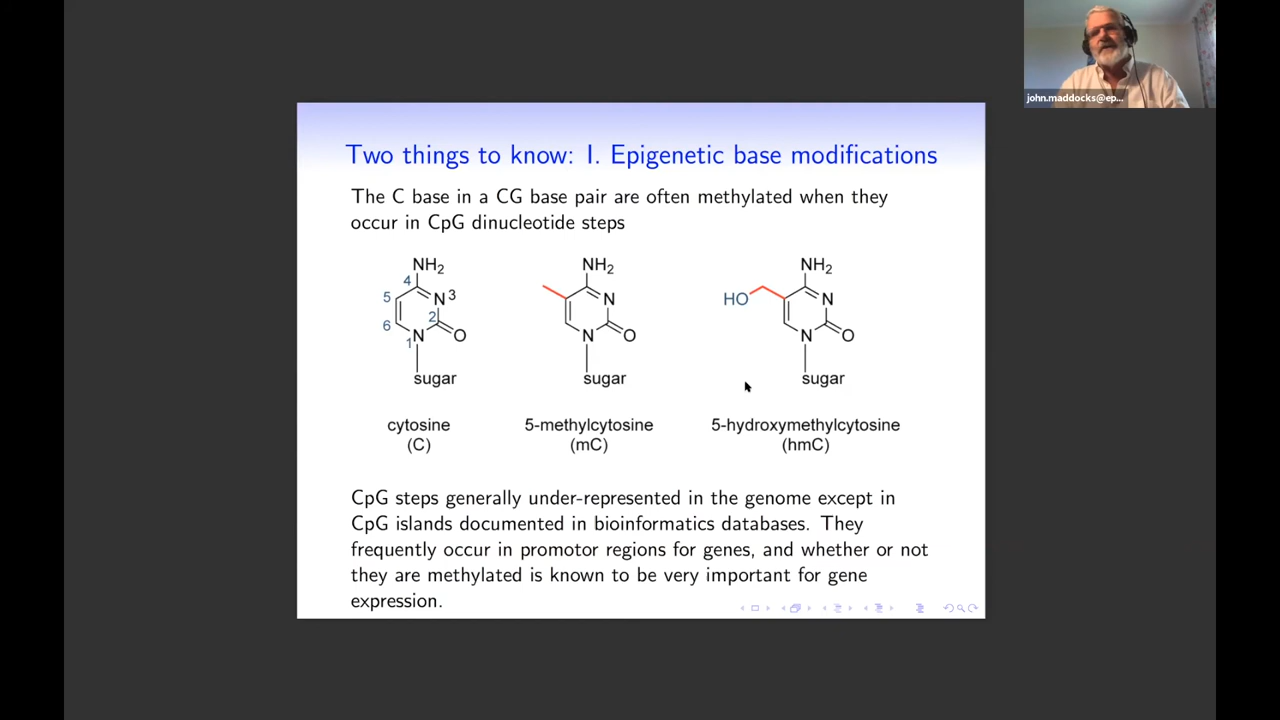 john.maddocks@ep...
Two things to know: I. Epigenetic base modifications
The C base in a CG base pair are often methylated when they
occur in CpG dinucleotide steps
NH2
4
5
N 3
6
2
1
N
O
sugar
cytosine
(C)
NH2
N
N
O
sugar
5-methylcytosine
(mC)
NH2
HO
N
N
O
sugar
5-hydroxymethylcytosine
(hmC)
CpG steps generally under-represented in the genome except in
CpG islands documented in bioinformatics databases. They
frequently occur in promotor regions for genes, and whether or not
they are methylated is known to be very important for gene
expression.